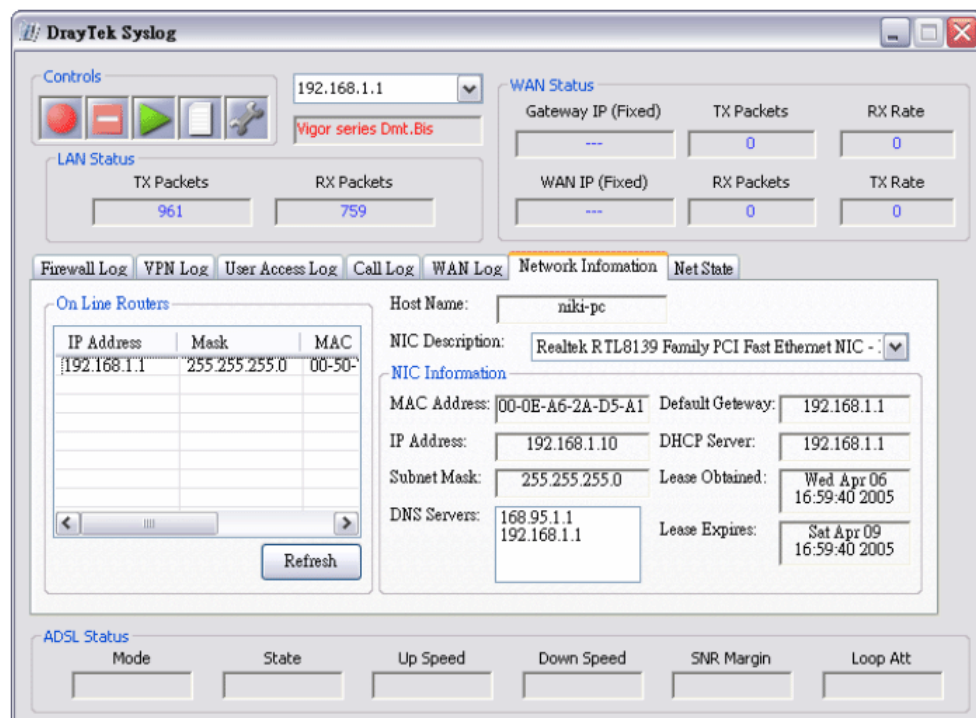 DrayTek Syslog
Controls
192.168.1.1
Vigor series Dmt.Bis
WAN Status
Gateway IP (Fixed) TX Packets RX Rate
--- 0 0
WAN IP (Fixed) RX Packets TX Rate
--- 0 0
LAN Status
TX Packets RX Packets
961 759
Firewall Log VPN Log User Access Log Call Log WAN Log Network Infomation Net State
On Line Routers
IP Address Mask MAC
192.168.1.1 255.255.255.0 00-50-
Refresh
Host Name: niki-pc
NIC Description: Realtek RTL8139 Family PCI Fast Ethernet NIC -
NIC Information
MAC Address: 00-0E-A6-2A-D5-A1 Default Geteway: 192.168.1.1
IP Address: 192.168.1.10 DHCP Server: 192.168.1.1
Subnet Mask: 255.255.255.0 Lease Obtained: Wed Apr 06
16:59:40 2005
DNS Servers: 168.95.1.1
192.168.1.1
Lease Expires: Sat Apr 09
16:59:40 2005
ADSL Status
Mode State Up Speed Down Speed SNR Margin Loop Att